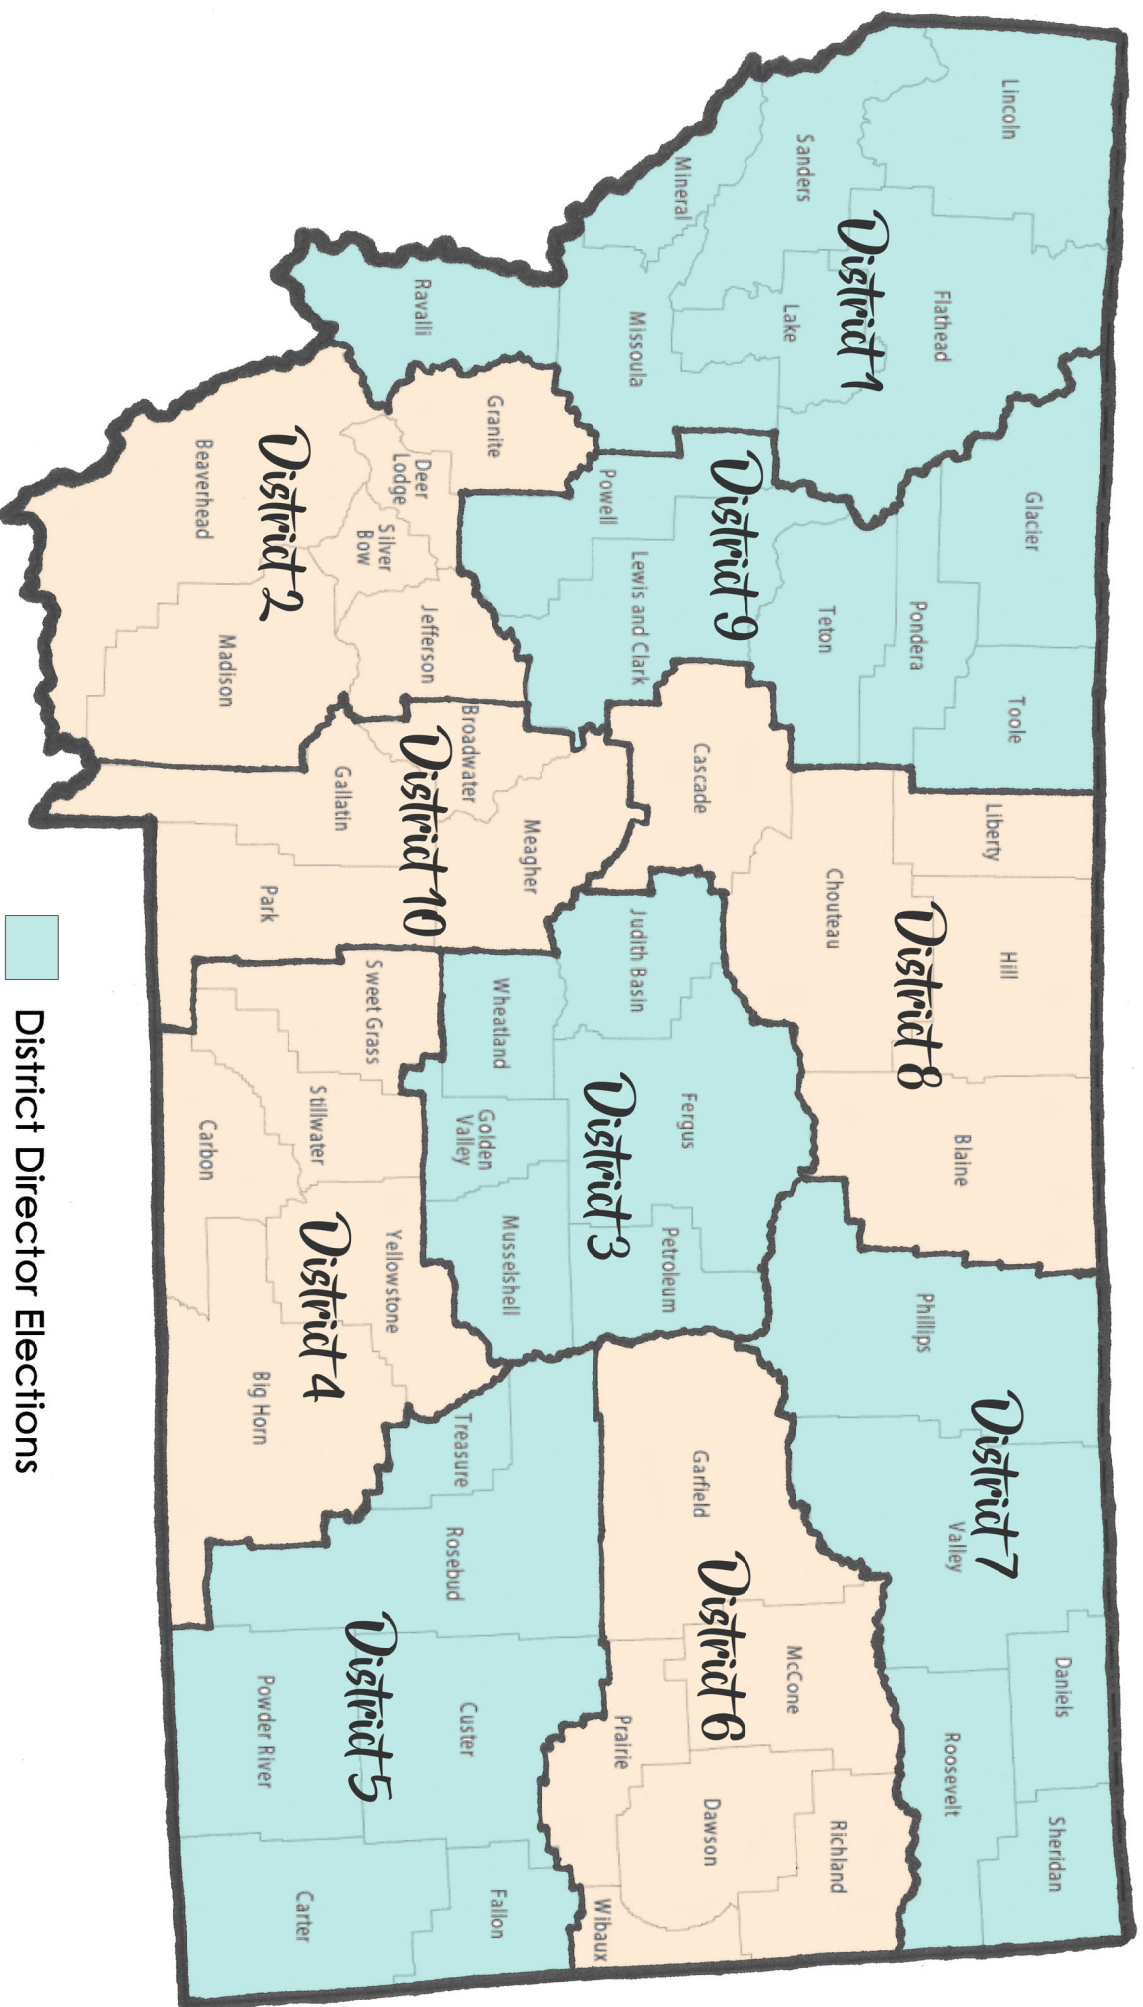 Lincoln
Flathead
Sanders
Lake
Mineral
Missoula
Ravalli
District 1
Glacier
Toole
Pondera
Teton
District 9
Lewis and Clark
Powell
Granite
Deer
Lodge
Silver
Bow
Jefferson
District 2
Beaverhead
Madison
Broadwater
District 10
Meagher
Gallatin
Park
Liberty
Hill
District 8
Blaine
Chouteau
Cascade
Judith Basin
Fergus
District 3
Petroleum
Wheatland
Golden
Valley
Musselshell
Sweet Grass
Stillwater
Yellowstone
District 4
Carbon
Big Horn
Phillips
District 7
Valley
Daniels
Sheridan
Roosevelt
Garfield
District 6
McCone
Richland
Dawson
Prairie
Wibaux
Treasure
Rosebud
Custer
Fallon
District 5
Powder River
Carter
District Director Elections